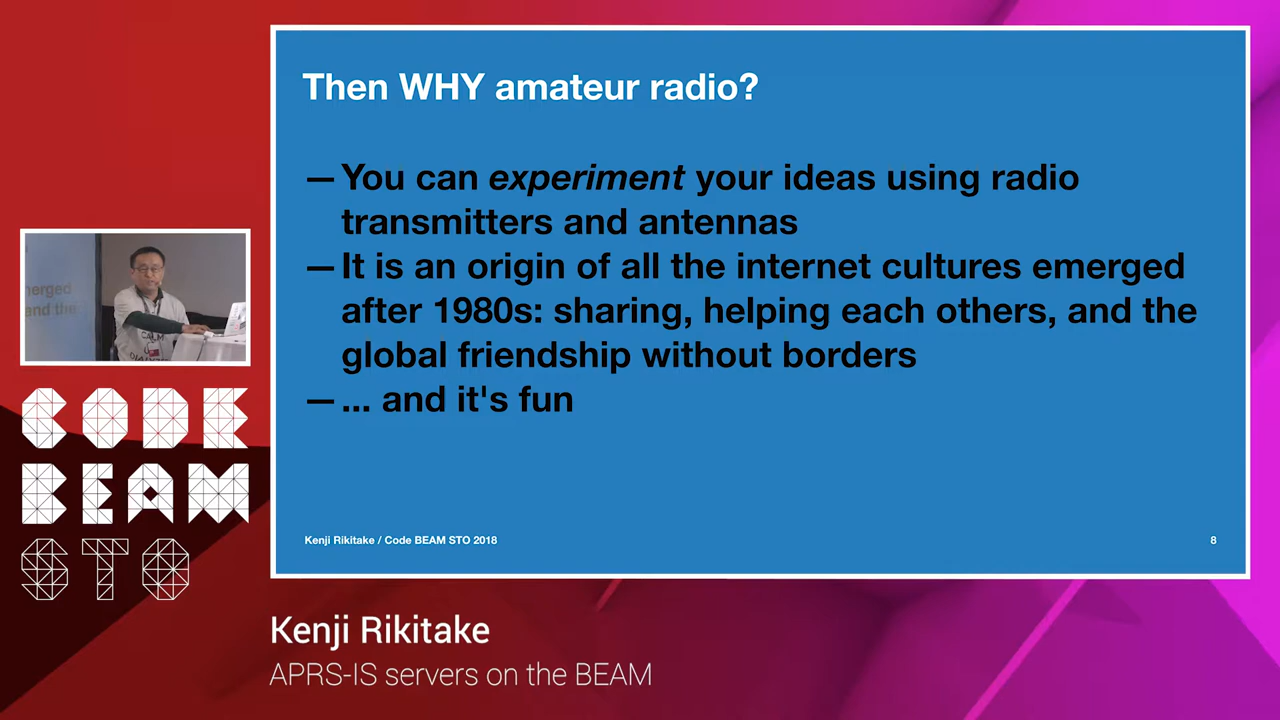 Then WHY amateur radio?
— You can experiment your ideas using radio
transmitters and antennas
— It is an origin of all the internet cultures emerged
after 1980s: sharing, helping each others, and the
global friendship without borders
— ... and it's fun
Kenji Rikitake / Code BEAM STO 2018
8
nerged
and the
CODE
BEAM
STO
Kenji Rikitake
APRS-IS servers on the BEAM